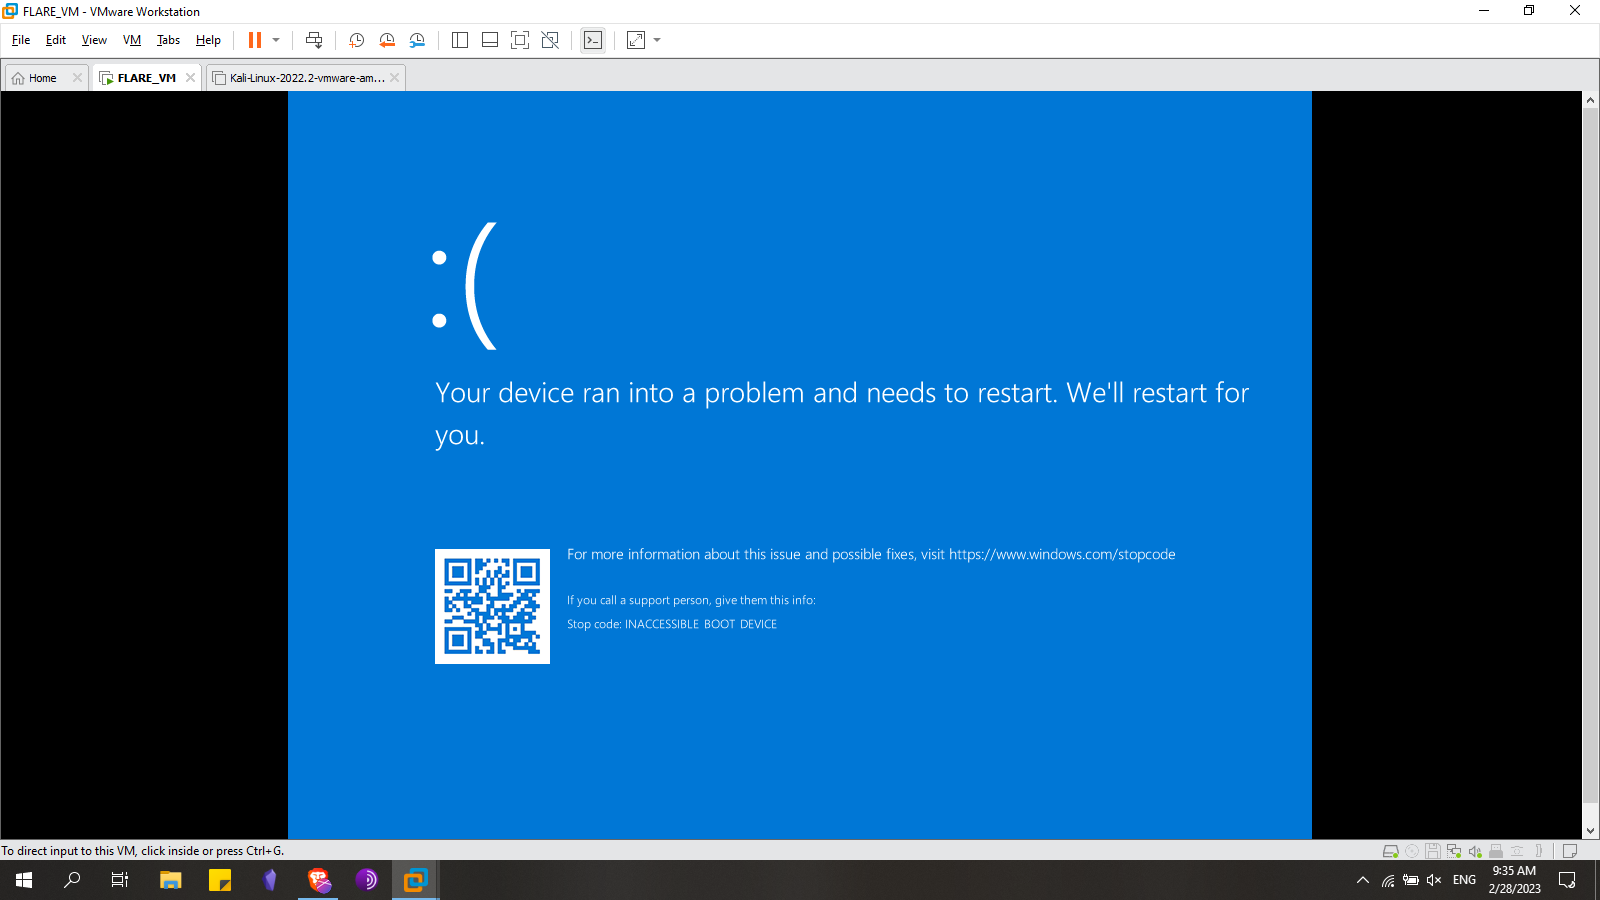 FLARE_VM - VMware Workstation
File Edit View VM Tabs Help
Home FLARE_VM Kali-Linux-2022.2-vmware-am...
:(
Your device ran into a problem and needs to restart. We'll restart for
you.
For more information about this issue and possible fixes, visit https://www.windows.com/stopcode
If you call a support person, give them this info:
Stop code: INACCESSIBLE_BOOT_DEVICE
To direct input to this VM, click inside or press Ctrl+G.
ENG
9:35 AM
2/28/2023